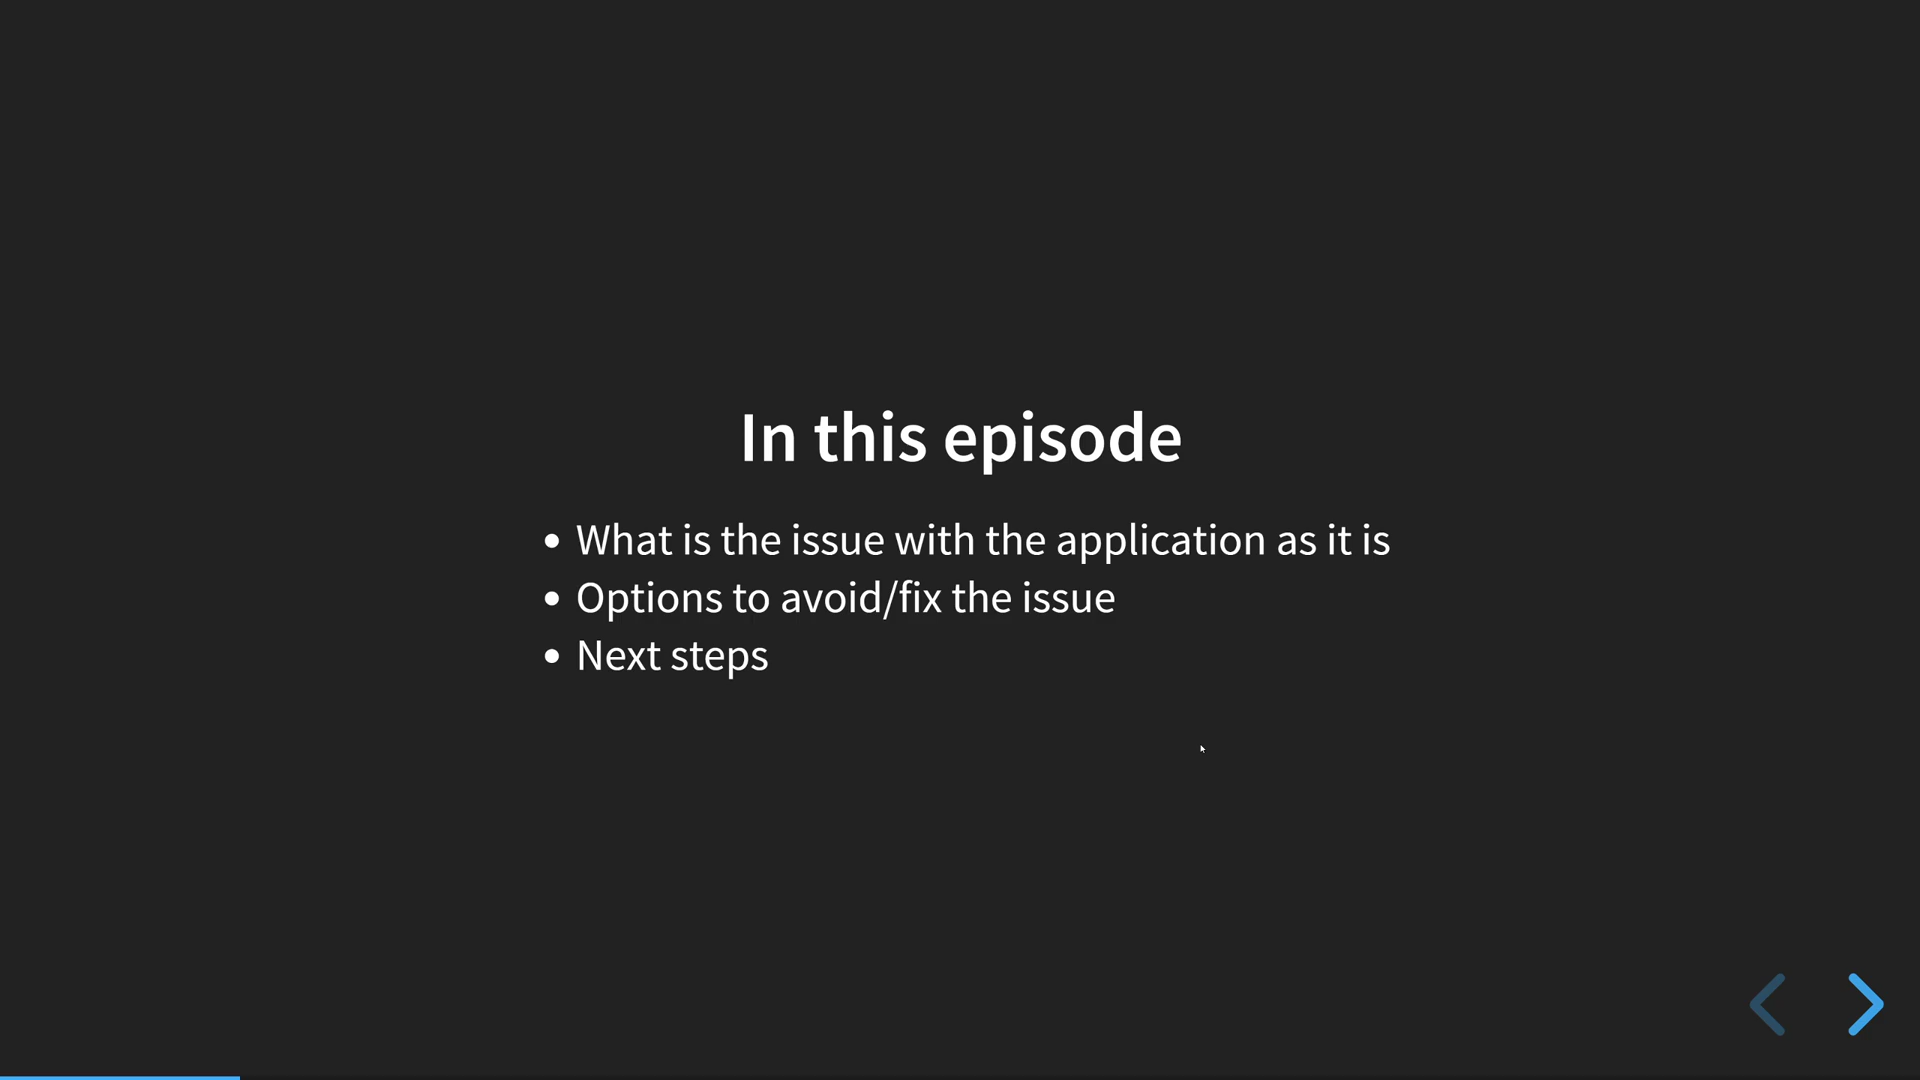 In this episode
• What is the issue with the application as it is
• Options to avoid/fix the issue
• Next steps